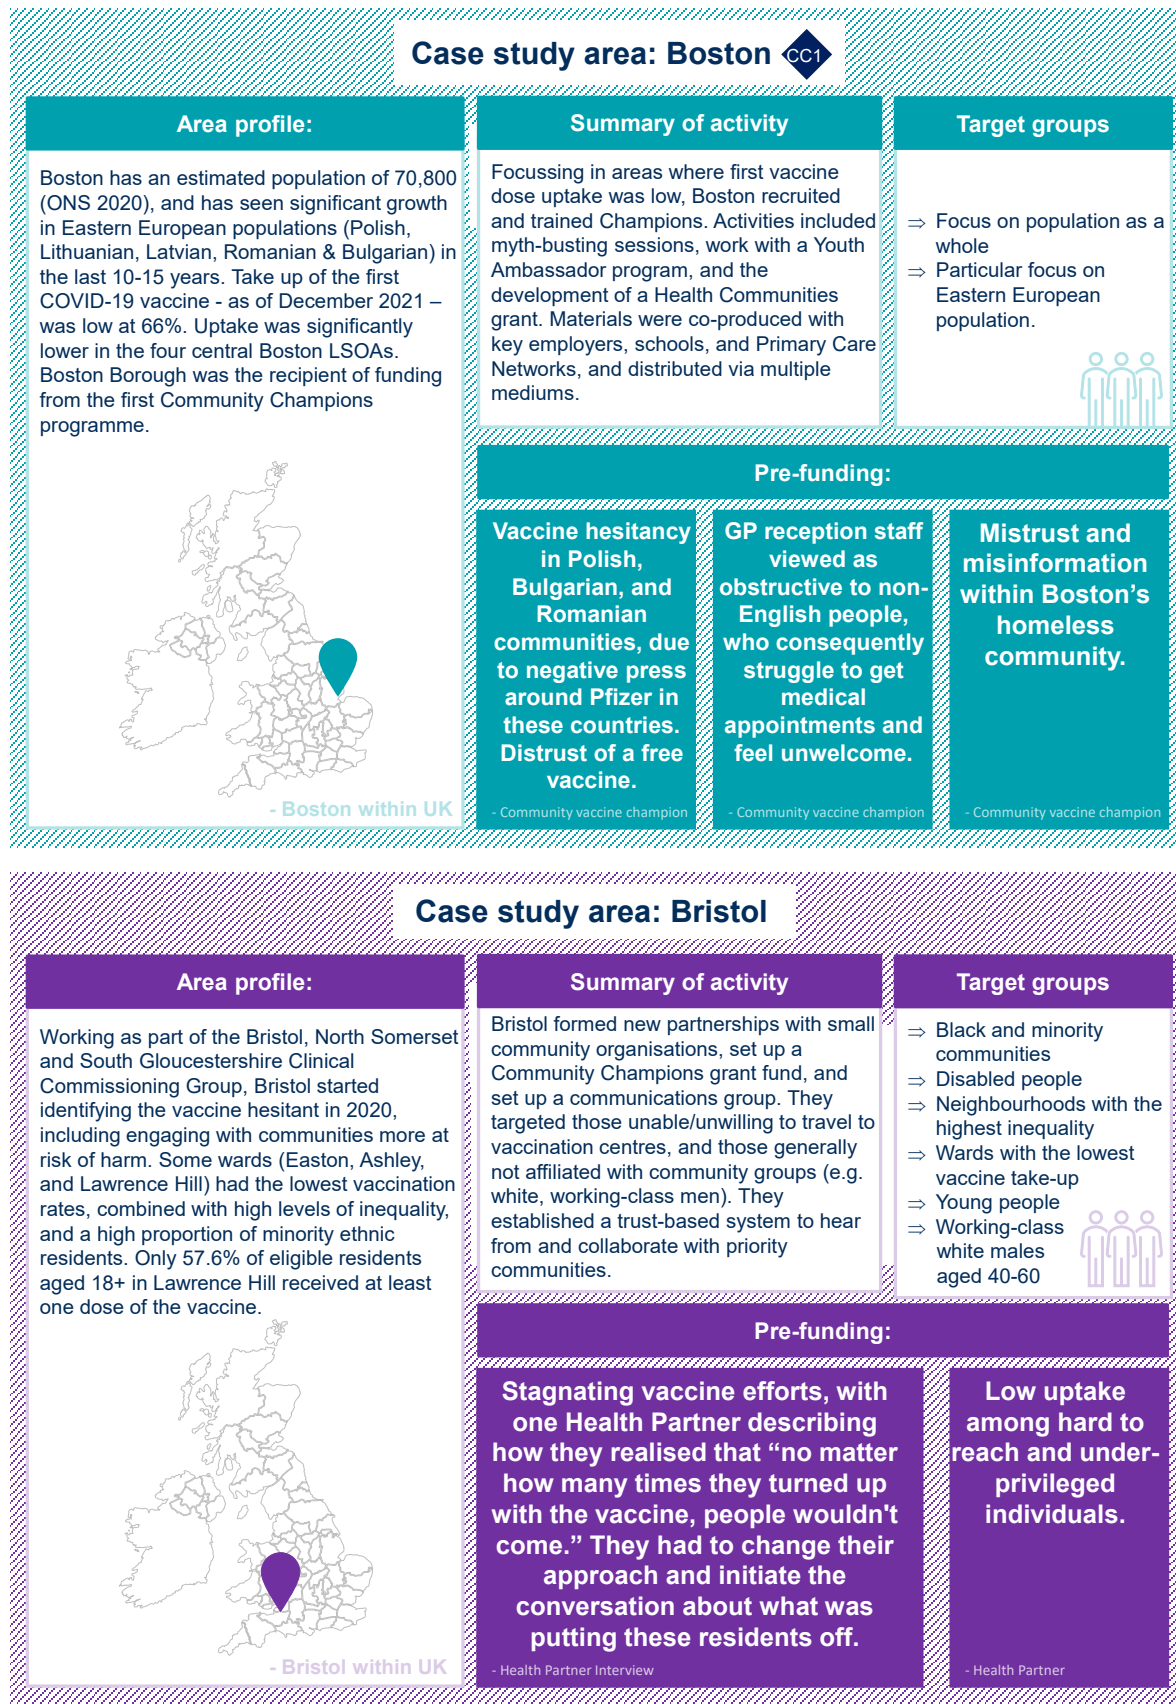 Case study area: Boston CC1
Area profile:
Boston has an estimated population of 70,800
(ONS 2020), and has seen significant growth
in Eastern European populations (Polish,
Lithuanian, Latvian, Romanian & Bulgarian) in
the last 10-15 years. Take up of the first
COVID-19 vaccine - as of December 2021 –
was low at 66%. Uptake was significantly
lower in the four central Boston LSOAs.
Boston Borough was the recipient of funding
from the first Community Champions
programme.
- Boston within UK
Summary of activity
Focussing in areas where first vaccine
dose uptake was low, Boston recruited
and trained Champions. Activities included
myth-busting sessions, work with a Youth
Ambassador program, and the
development of a Health Communities
grant. Materials were co-produced with
key employers, schools, and Primary Care
Networks, and distributed via multiple
mediums.
Target groups
⇒ Focus on population as a
whole
⇒ Particular focus on
Eastern European
population.
Pre-funding:
Vaccine hesitancy
in Polish,
Bulgarian, and
Romanian
communities, due
to negative press
around Pfizer in
these countries.
Distrust of a free
vaccine.
- Community vaccine champion
GP reception staff
viewed as
obstructive to non-
English people,
who consequently
struggle to get
medical
appointments and
feel unwelcome.
- Community vaccine champion
Mistrust and
misinformation
within Boston’s
homeless
community.
- Community vaccine champion
Case study area: Bristol
Area profile:
Working as part of the Bristol, North Somerset
and South Gloucestershire Clinical
Commissioning Group, Bristol started
identifying the vaccine hesitant in 2020,
including engaging with communities more at
risk of harm. Some wards (Easton, Ashley,
and Lawrence Hill) had the lowest vaccination
rates, combined with high levels of inequality,
and a high proportion of minority ethnic
residents. Only 57.6% of eligible residents
aged 18+ in Lawrence Hill received at least
one dose of the vaccine.
- Bristol within UK
Summary of activity
Bristol formed new partnerships with small
community organisations, set up a
Community Champions grant fund, and
set up a communications group. They
targeted those unable/unwilling to travel to
vaccination centres, and those generally
not affiliated with community groups (e.g.
white, working-class men). They
established a trust-based system to hear
from and collaborate with priority
communities.
Target groups
⇒ Black and minority
communities
⇒ Disabled people
⇒ Neighbourhoods with the
highest inequality
⇒ Wards with the lowest
vaccine take-up
⇒ Young people
⇒ Working-class
white males
aged 40-60
Pre-funding:
Stagnating vaccine efforts, with
one Health Partner describing
how they realised that “no matter
how many times they turned up
with the vaccine, people wouldn't
come.” They had to change their
approach and initiate the
conversation about what was
putting these residents off.
- Health Partner Interview
Low uptake
among hard to
reach and under-
privileged
individuals.
- Health Partner